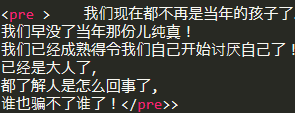 <pre >    我们现在都不再是当年的孩子了
我们早没了当年那份儿纯真！
我们已经成熟得令我们自己开始讨厌自己了！
已经是大人了，
都了解人是怎么回事了，
谁也骗不了谁了！</pre>>